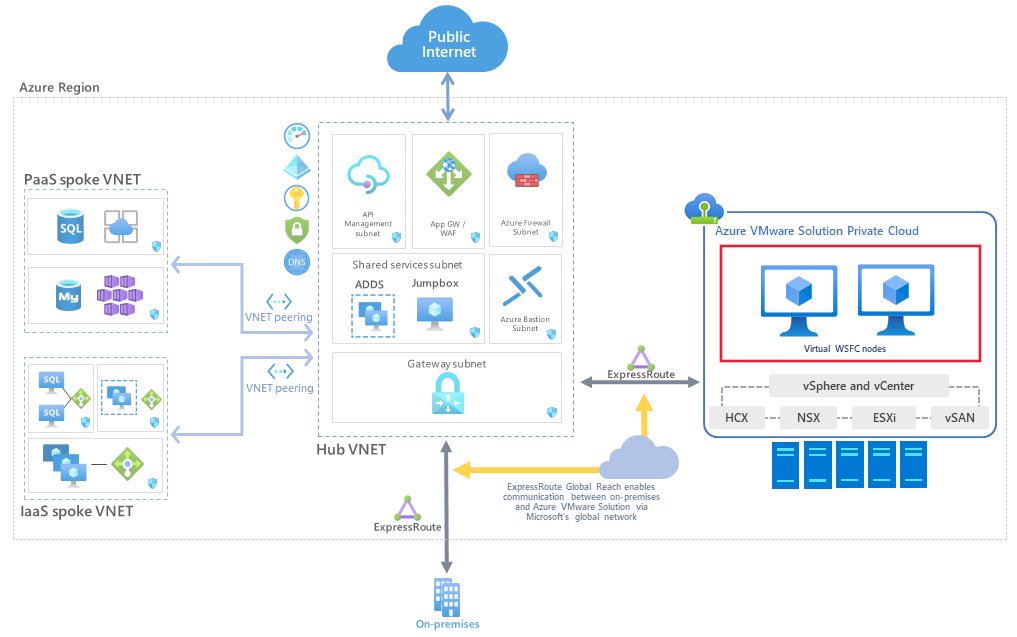 Public
Internet
Azure Region
PaaS spoke VNET
SQL
My
VNET peering
VNET peering
SQL
SQL
IaaS spoke VNET
DNS
API
Management
subnet
App GW /
WAF
Azure Firewall
Subnet
Shared services subnet
ADDS
Jumpbox
Azure Bastion
Subnet
Gateway subnet
Hub VNET
ExpressRoute
Azure VMware Solution Private Cloud
Virtual WSFC nodes
vSphere and vCenter
HCX
NSX
ESXi
vSAN
ExpressRoute Global Reach enables
communication between on-premises
and Azure VMware Solution via
Microsoft's global network
ExpressRoute
On-premises